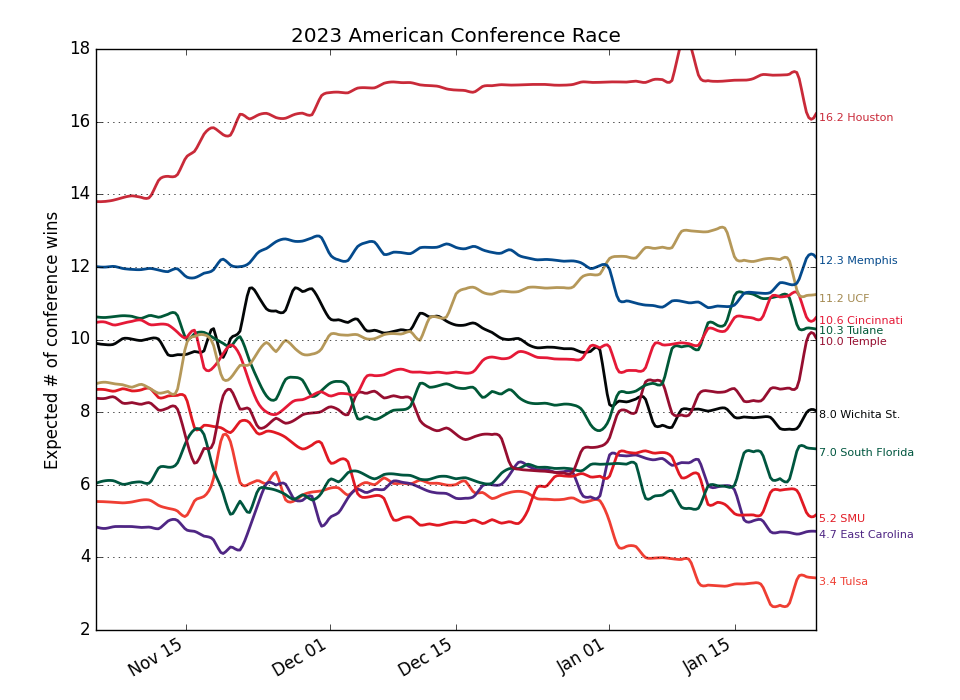 2023 American Conference Race
Expected # of conference wins
18
16
14
12
10
8
6
4
2
Nov 15
Dec 01
Dec 15
Jan 01
Jan 15
16.2 Houston
12.3 Memphis
11.2 UCF
10.6 Cincinnati
10.3 Tulane
10.0 Temple
8.0 Wichita St.
7.0 South Florida
5.2 SMU
4.7 East Carolina
3.4 Tulsa